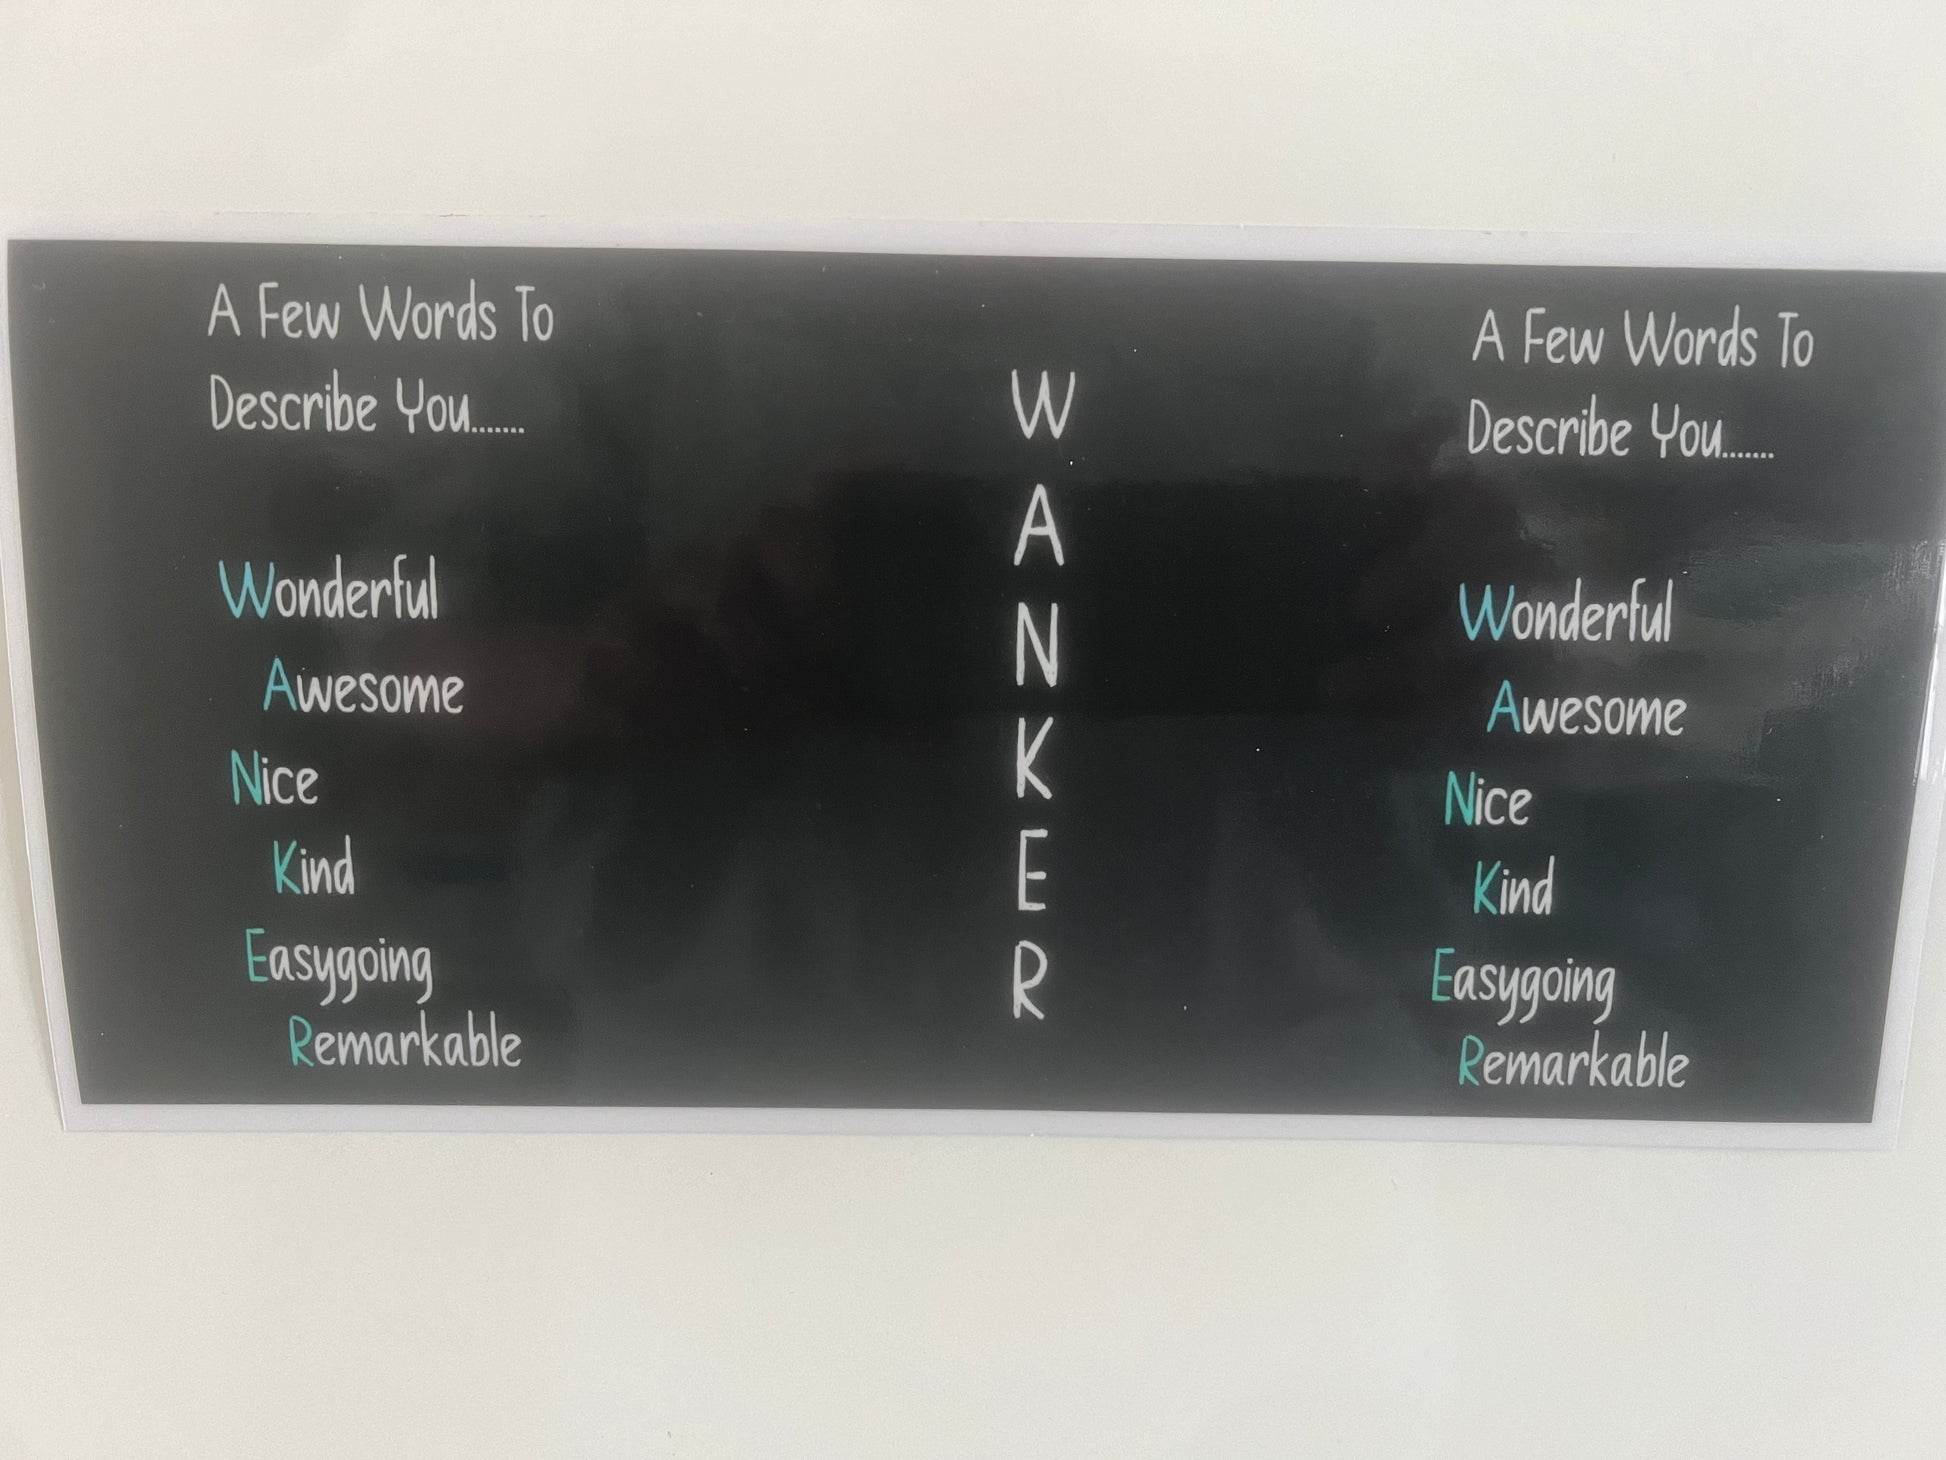 A Few Words To
Describe You.......
Wonderful
Awesome
Nice
Kind
Easygoing
Remarkable
W
A
N
K
E
R
A Few Words To
Describe You.......
Wonderful
Awesome
Nice
Kind
Easygoing
Remarkable